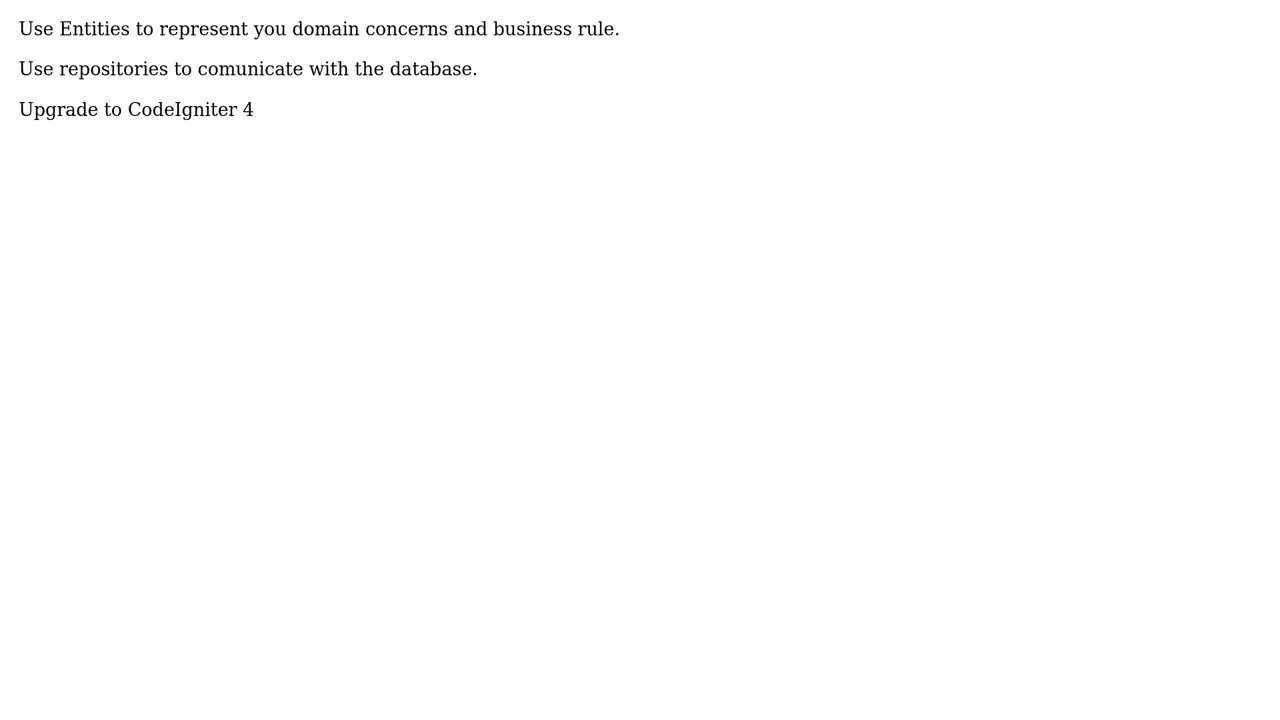 Use Entities to represent you domain concerns and business rule.
Use repositories to comunicate with the database.
Upgrade to CodeIgniter 4